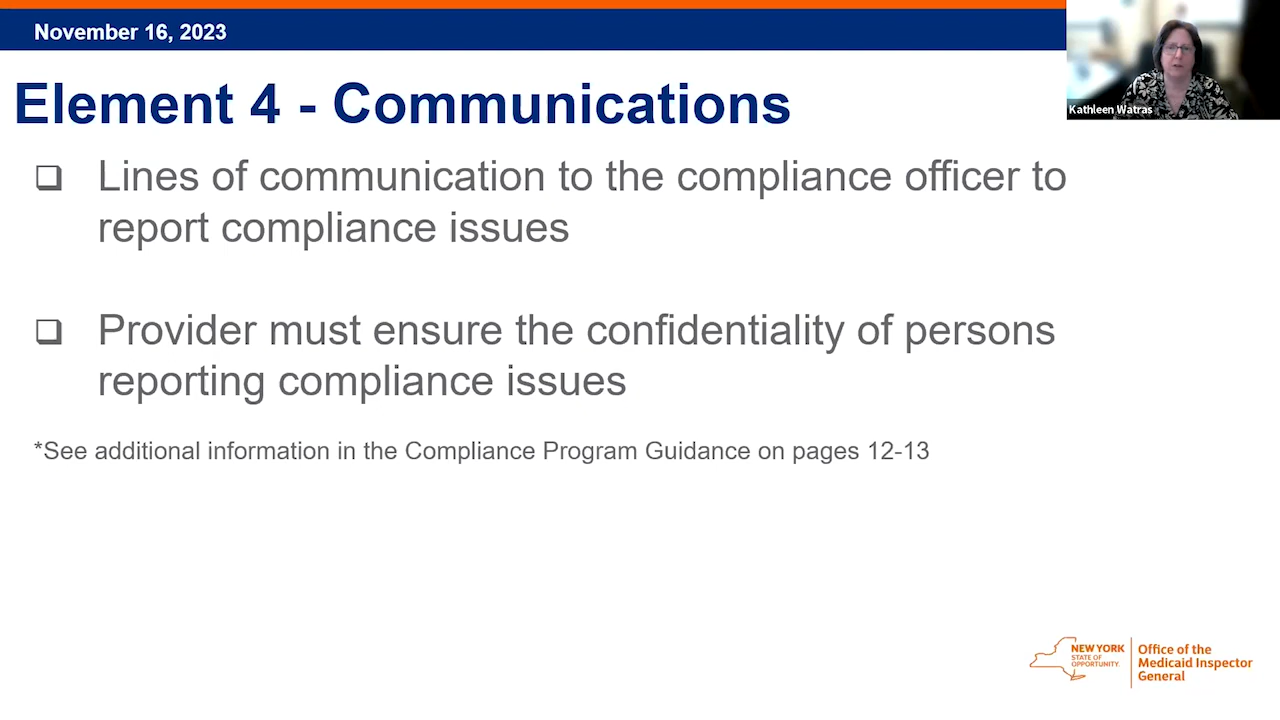 November 16, 2023
Kathleen Watras
Element 4 - Communications
❑ Lines of communication to the compliance officer to
report compliance issues
❑ Provider must ensure the confidentiality of persons
reporting compliance issues
*See additional information in the Compliance Program Guidance on pages 12-13
NEW YORK
STATE OF
OPPORTUNITY.
Office of the
Medicaid Inspector
General